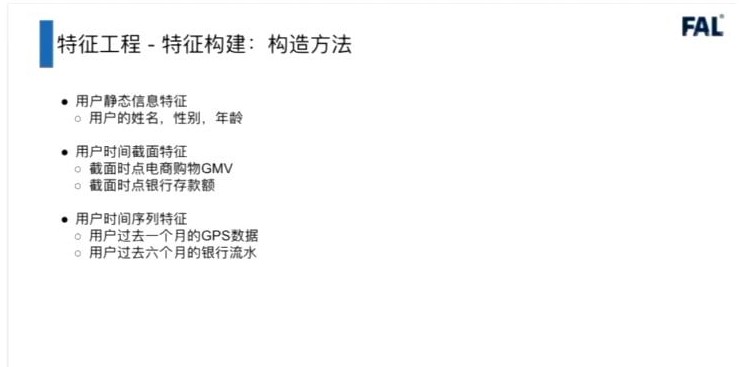 FAL
特征工程 - 特征构建：构造方法
● 用户静态信息特征
○ 用户的姓名，性别，年龄
● 用户时间截面特征
○ 截面时点电商购物GMV
○ 截面时点银行存款额
● 用户时间序列特征
○ 用户过去一个月的GPS数据
○ 用户过去六个月的银行流水